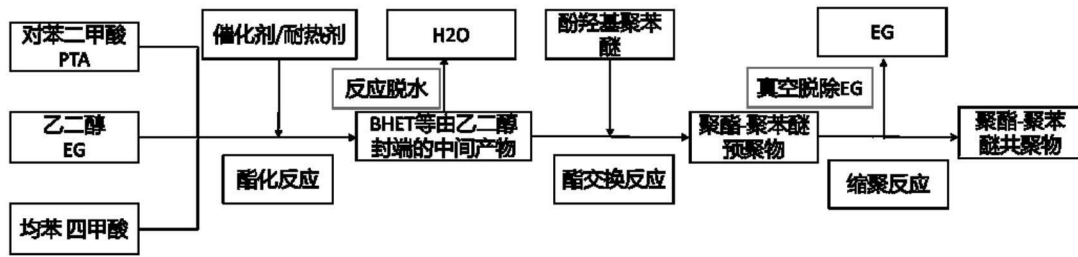 对苯二甲酸
PTA
催化剂/耐热剂
H2O
酚羟基聚苯
醚
EG
反应脱水
真空脱除EG
乙二醇
EG
BHET等由乙二醇
封端的中间产物
聚酯-聚苯醚
预聚物
聚酯-聚苯
醚共聚物
酯化反应
酯交换反应
缩聚反应
均苯 四甲酸